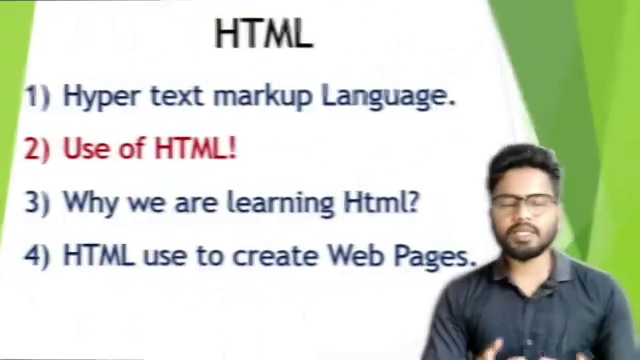 HTML
1) Hyper text markup Language.
2) Use of HTML!
3) Why we are learning Html?
4) HTML use to create Web Pages.